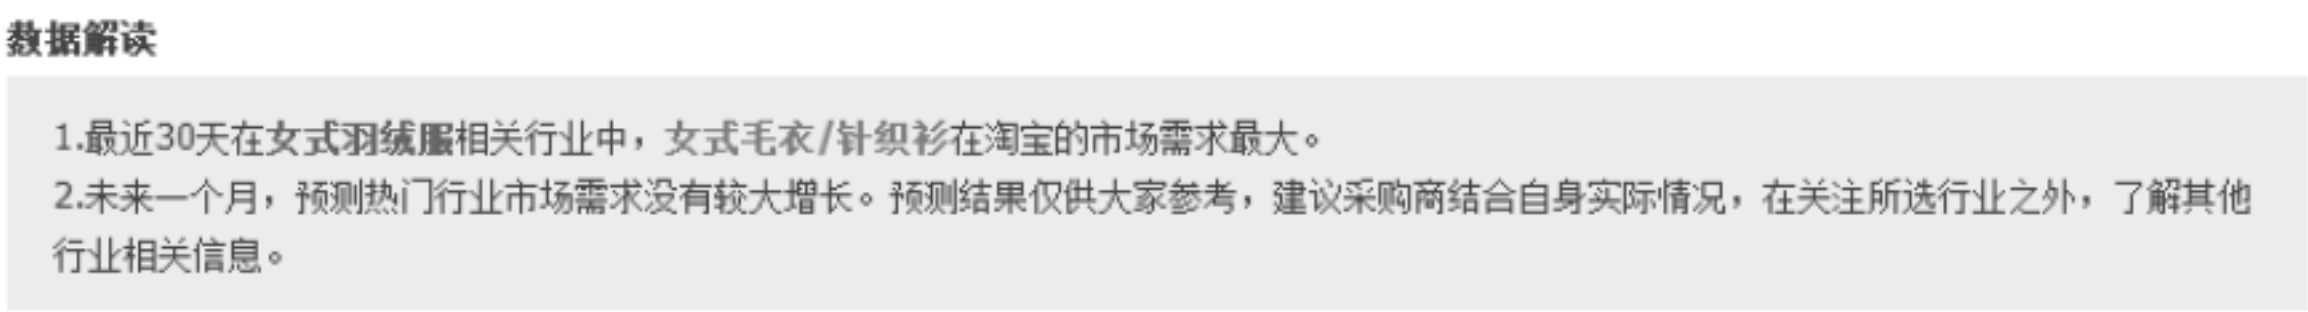 数据解读
1.最近30天在女式羽绒服相关行业中，女式毛衣/针织衫在淘宝的市场需求最大。
2.未来一个月，预测热门行业市场需求没有较大增长。预测结果仅供大家参考，建议采购商结合自身实际情况，在关注所选行业之外，了解其他
行业相关信息。